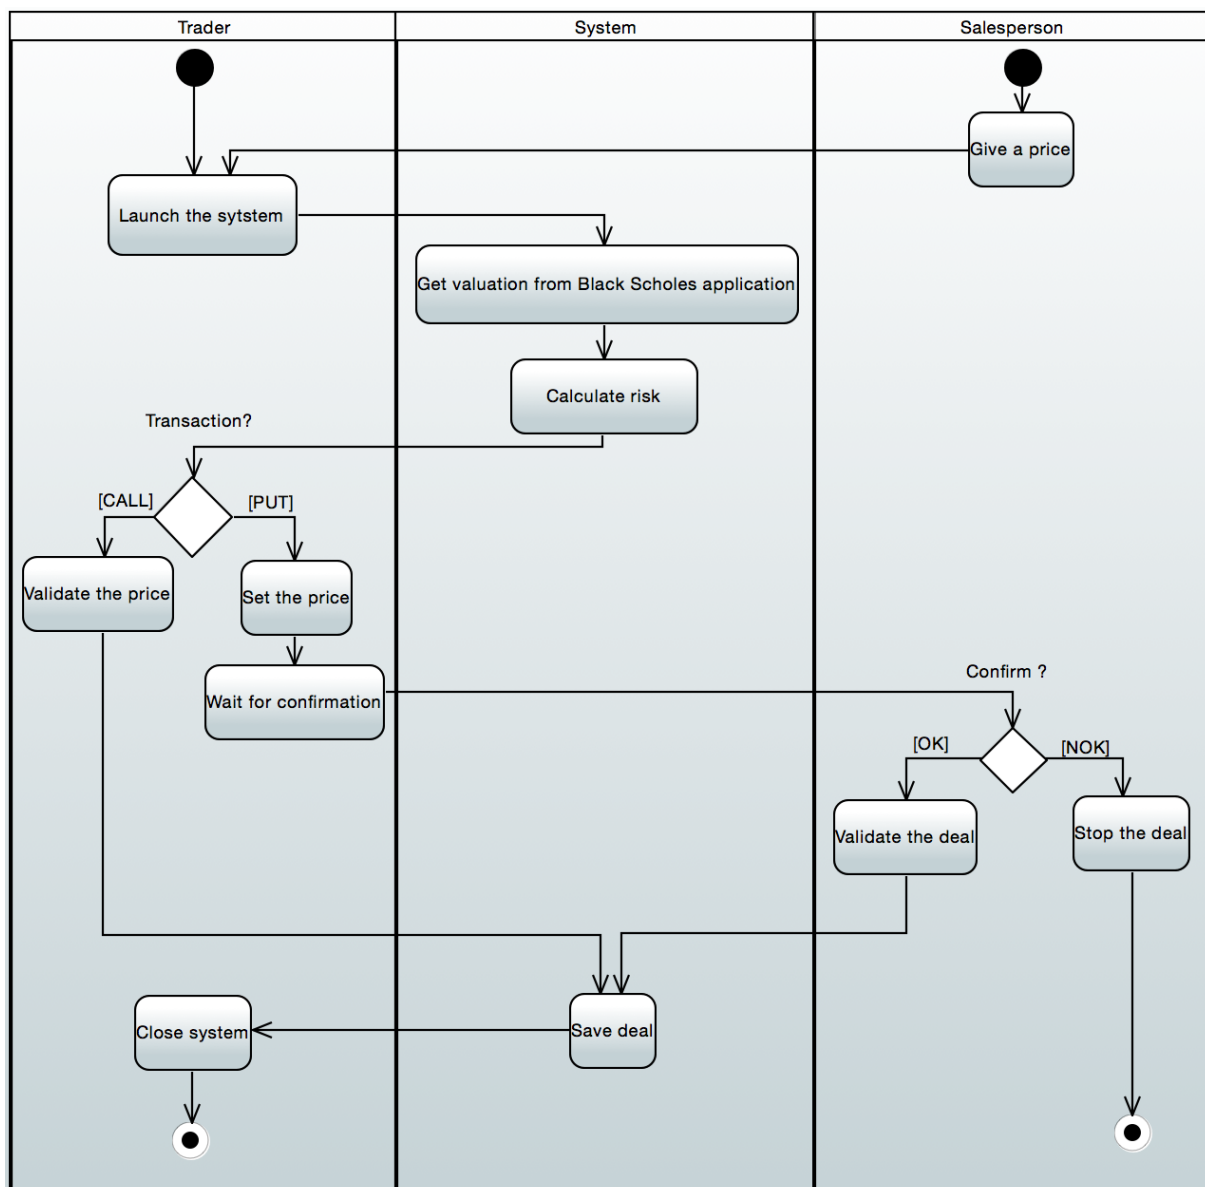 Trader
System
Salesperson
Give a price
Launch the sytstem
Get valuation from Black Scholes application
Calculate risk
Transaction?
[CALL]
[PUT]
Validate the price
Set the price
Wait for confirmation
Confirm ?
[OK]
[NOK]
Validate the deal
Stop the deal
Close system
Save deal